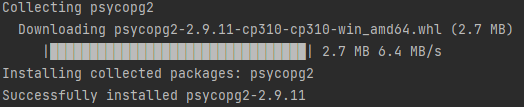 Collecting psycopg2
Downloading psycopg2-2.9.11-cp310-cp310-win_amd64.whl (2.7 MB)
|████████████████████████████████| 2.7 MB 6.4 MB/s
Installing collected packages: psycopg2
Successfully installed psycopg2-2.9.11